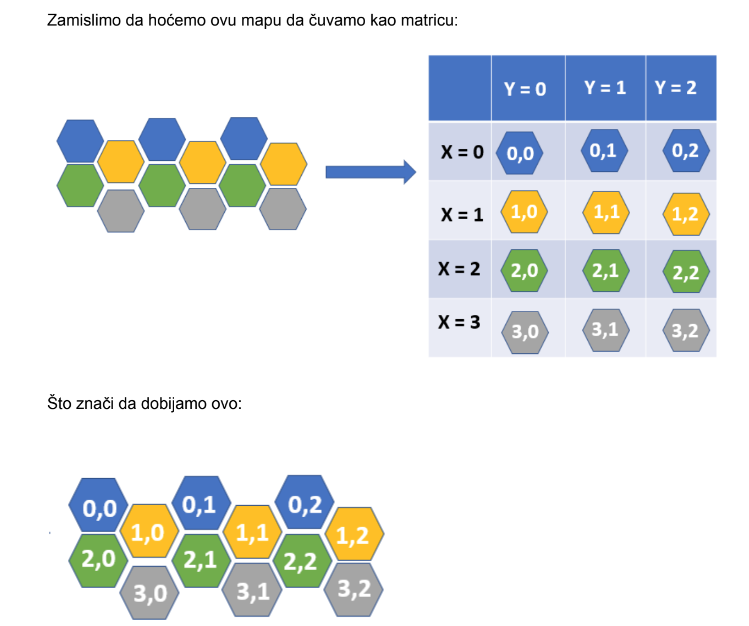 Zamislimo da hoćemo ovu mapu da čuvamo kao matricu:
Y = 0 Y = 1 Y = 2
X = 0 0,0 0,1 0,2
X = 1 1,0 1,1 1,2
X = 2 2,0 2,1 2,2
X = 3 3,0 3,1 3,2
Što znači da dobijamo ovo:
0,0 0,1 0,2
1,0 1,1 1,2
2,0 2,1 2,2
3,0 3,1 3,2